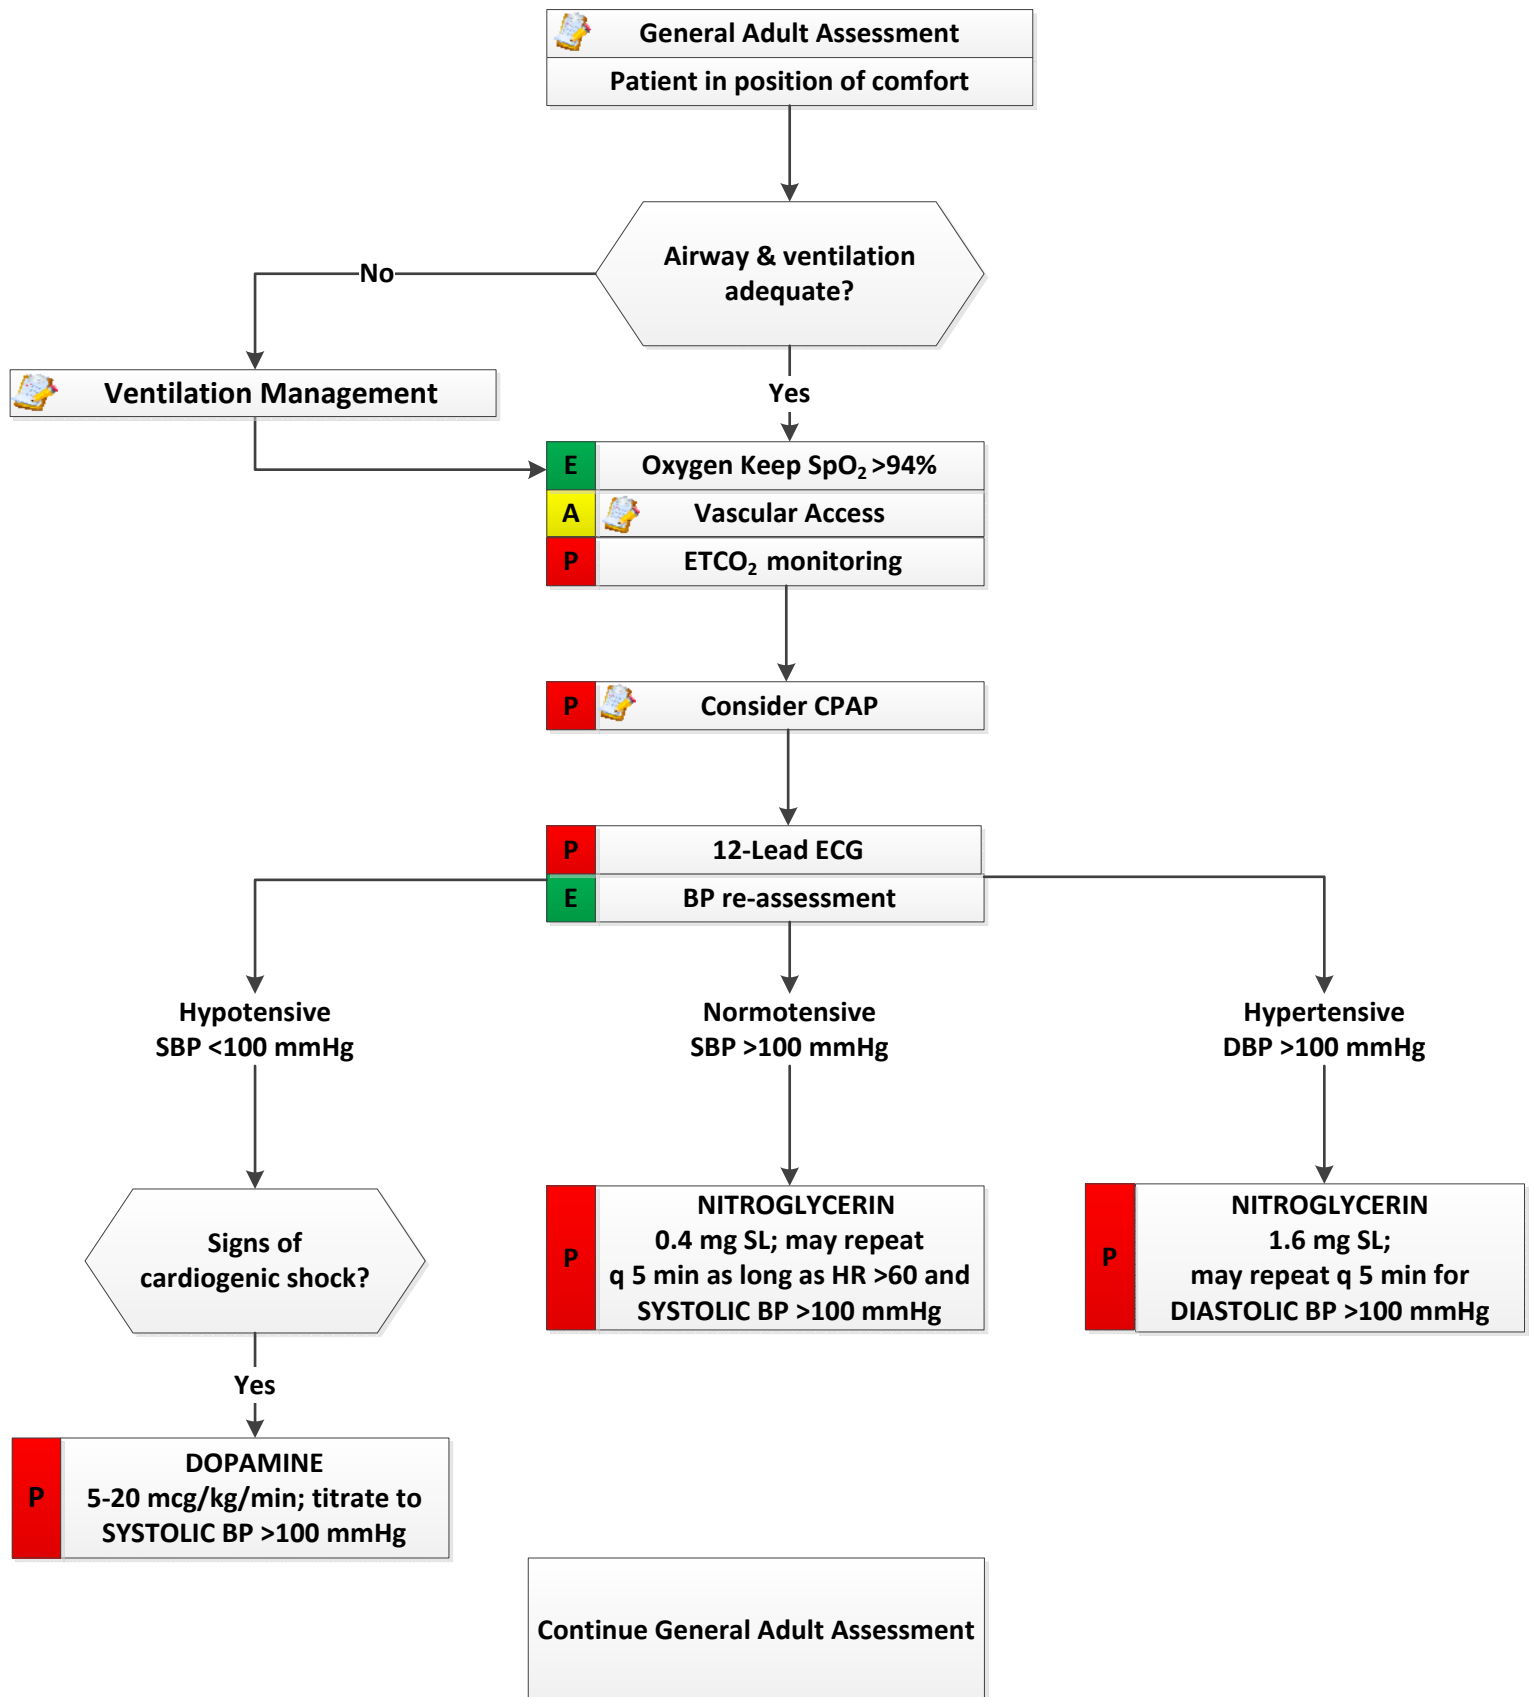 General Adult Assessment
Patient in position of comfort
Airway & ventilation
adequate?
No
Ventilation Management
Yes
E Oxygen Keep SpO₂ >94%
A Vascular Access
P ETCO₂ monitoring
P Consider CPAP
P 12-Lead ECG
E BP re-assessment
Hypotensive
SBP <100 mmHg
Normotensive
SBP >100 mmHg
Hypertensive
DBP >100 mmHg
Signs of
cardiogenic shock?
P
NITROGLYCERIN
0.4 mg SL; may repeat
q 5 min as long as HR >60 and
SYSTOLIC BP >100 mmHg
P
NITROGLYCERIN
1.6 mg SL;
may repeat q 5 min for
DIASTOLIC BP >100 mmHg
Yes
P
DOPAMINE
5-20 mcg/kg/min; titrate to
SYSTOLIC BP >100 mmHg
Continue General Adult Assessment